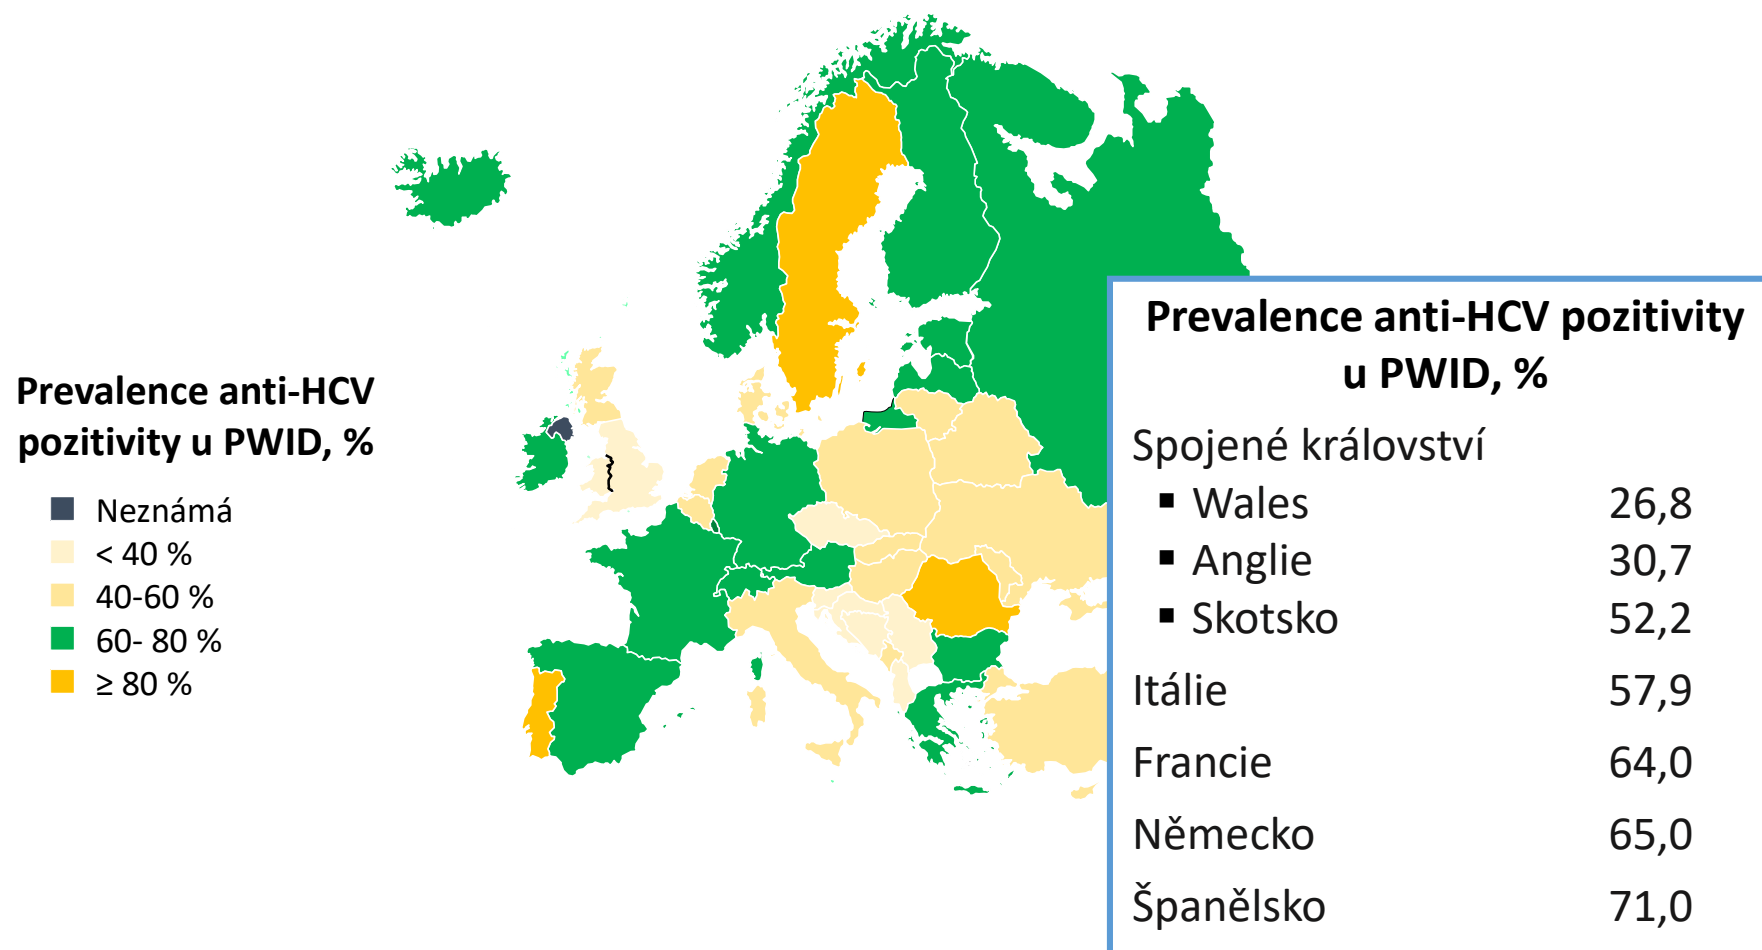 Prevalence anti-HCV
pozitivity u PWID, %
Neznámá
< 40 %
40-60 %
60- 80 %
≥ 80 %
Prevalence anti-HCV pozitivity
u PWID, %
Spojené království
▪ Wales 26,8
▪ Anglie 30,7
▪ Skotsko 52,2
Itálie 57,9
Francie 64,0
Německo 65,0
Španělsko 71,0